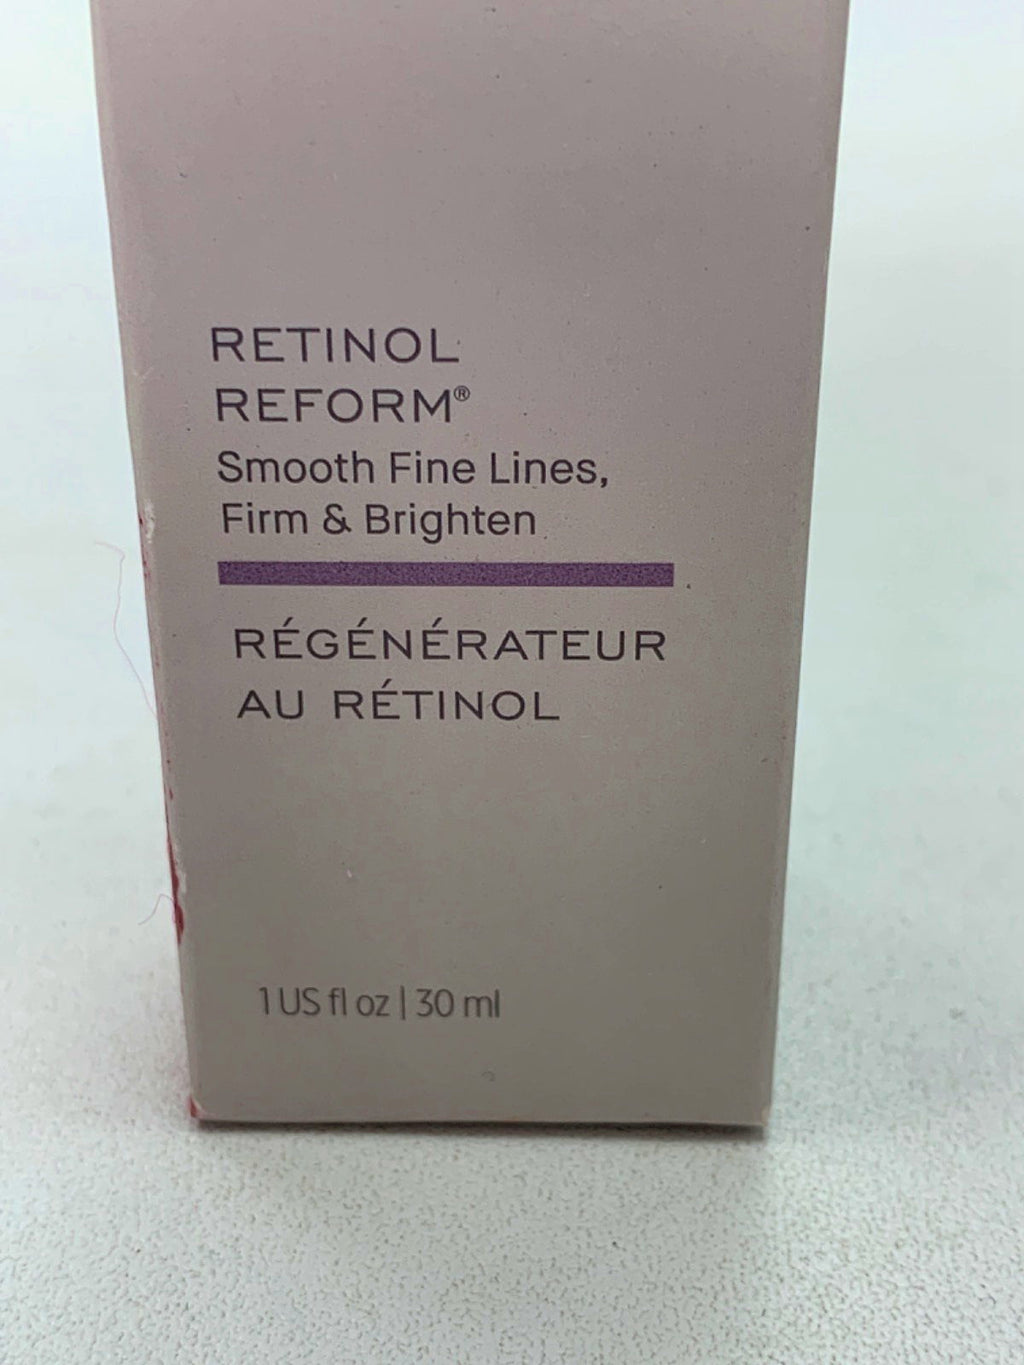 RETINOL
REFORM®
Smooth Fine Lines,
Firm & Brighten
RÉGÉNÉRATEUR
AU RÉTINOL
1 US fl oz | 30 ml